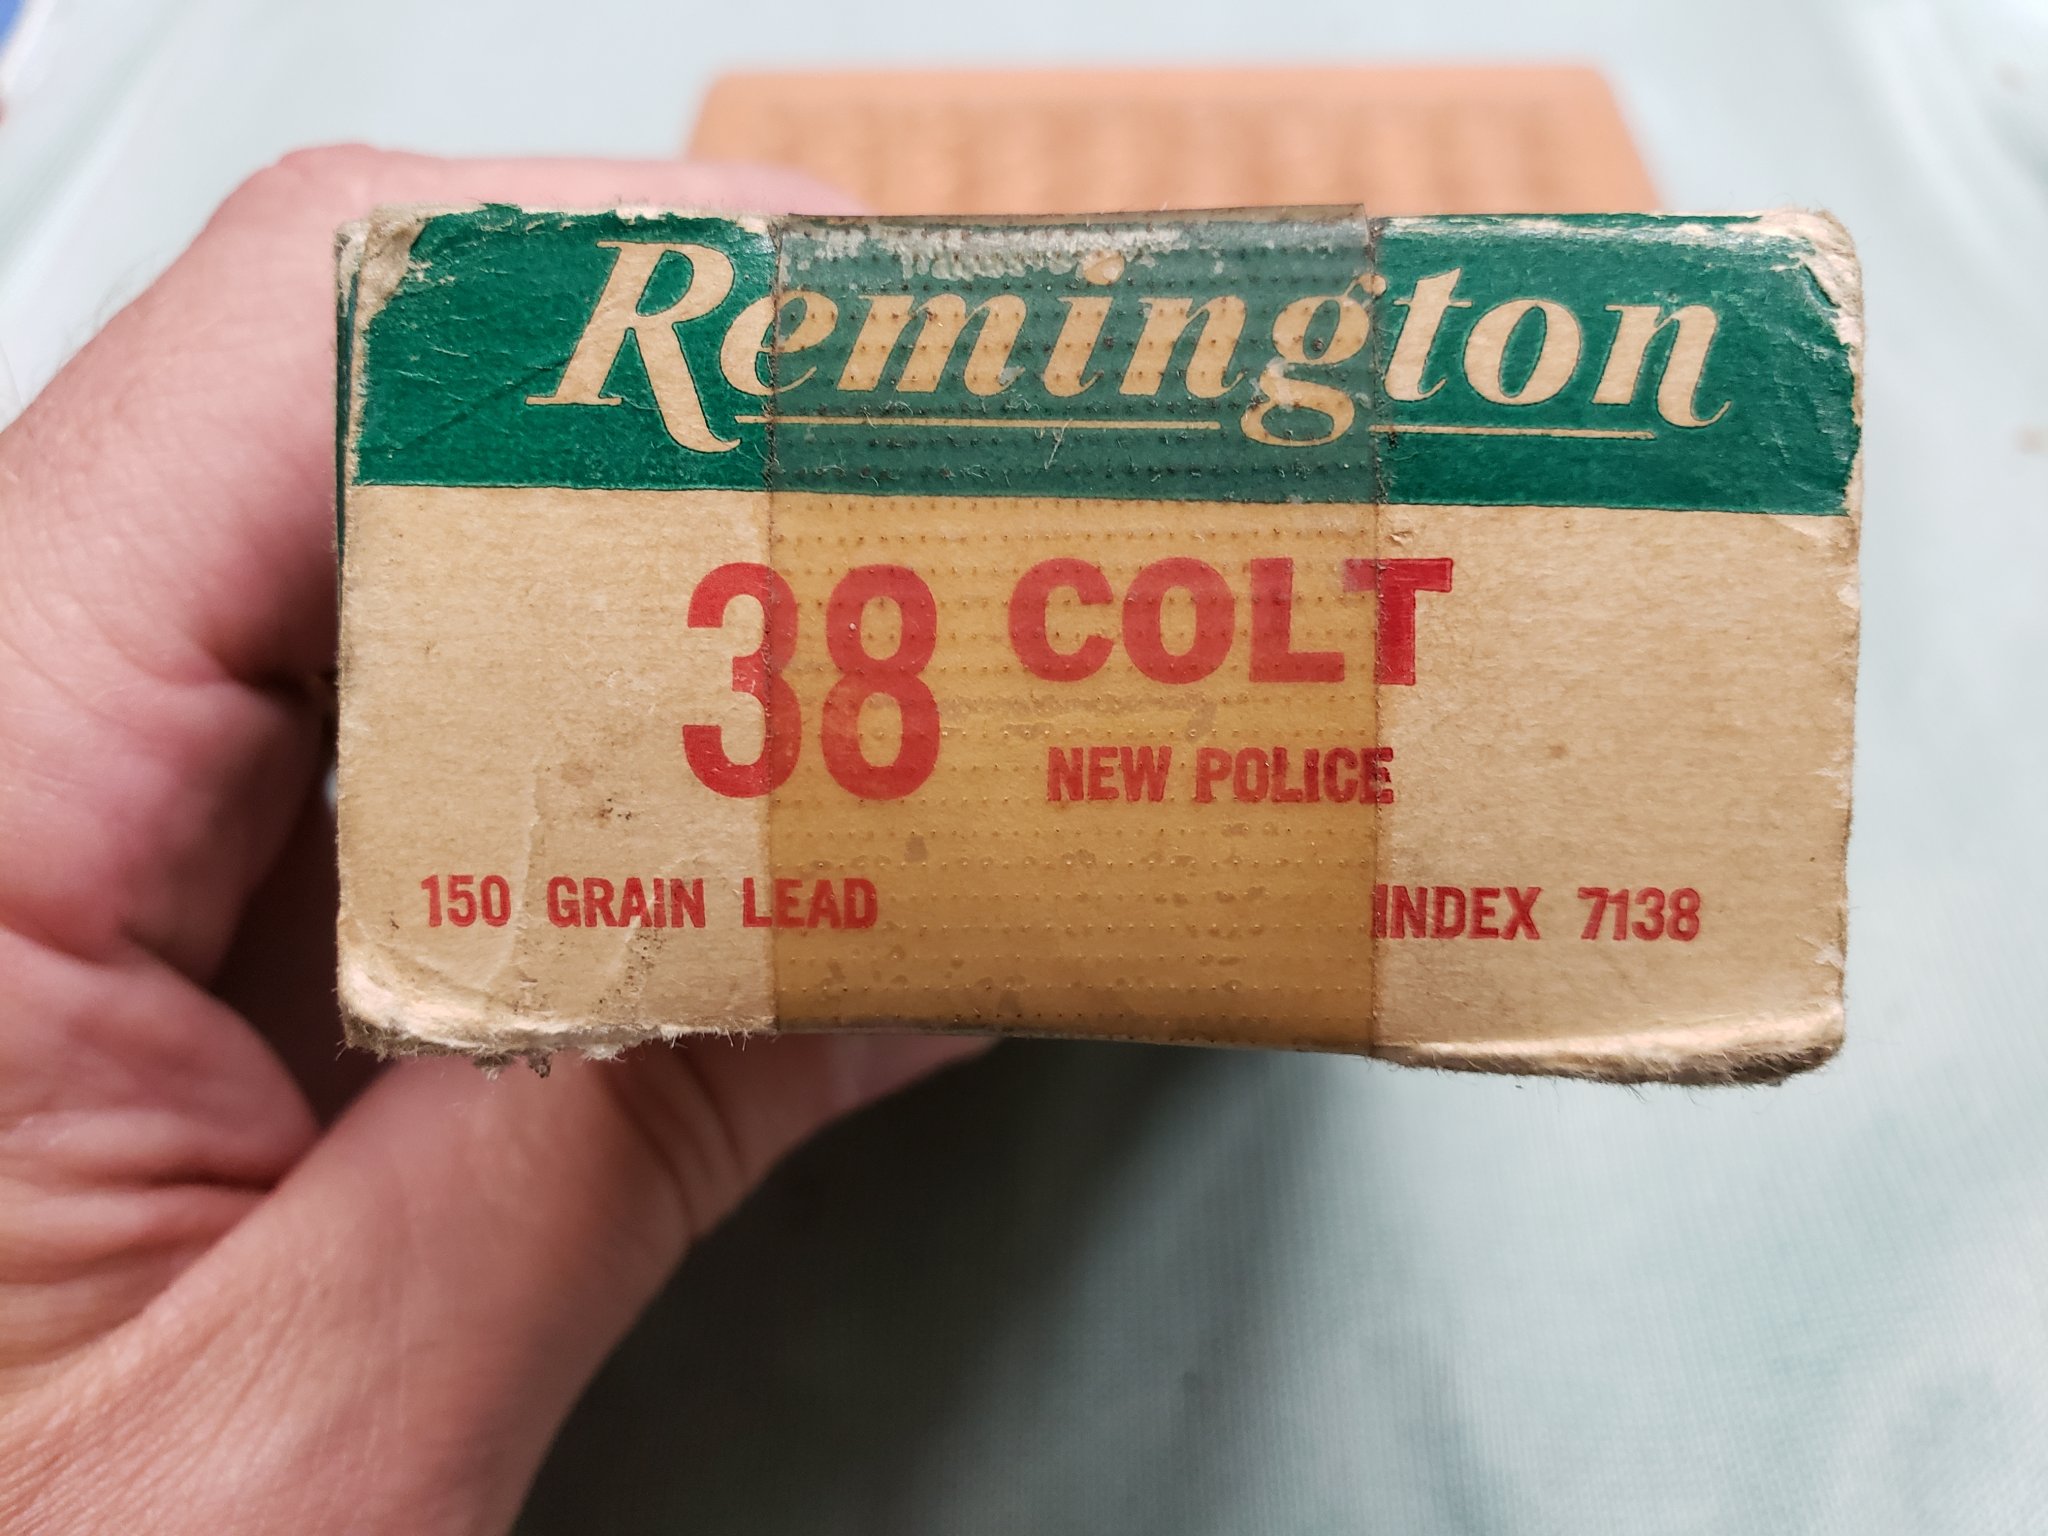 Remington
38 COLT
NEW POLICE
150 GRAIN LEAD INDEX 7138